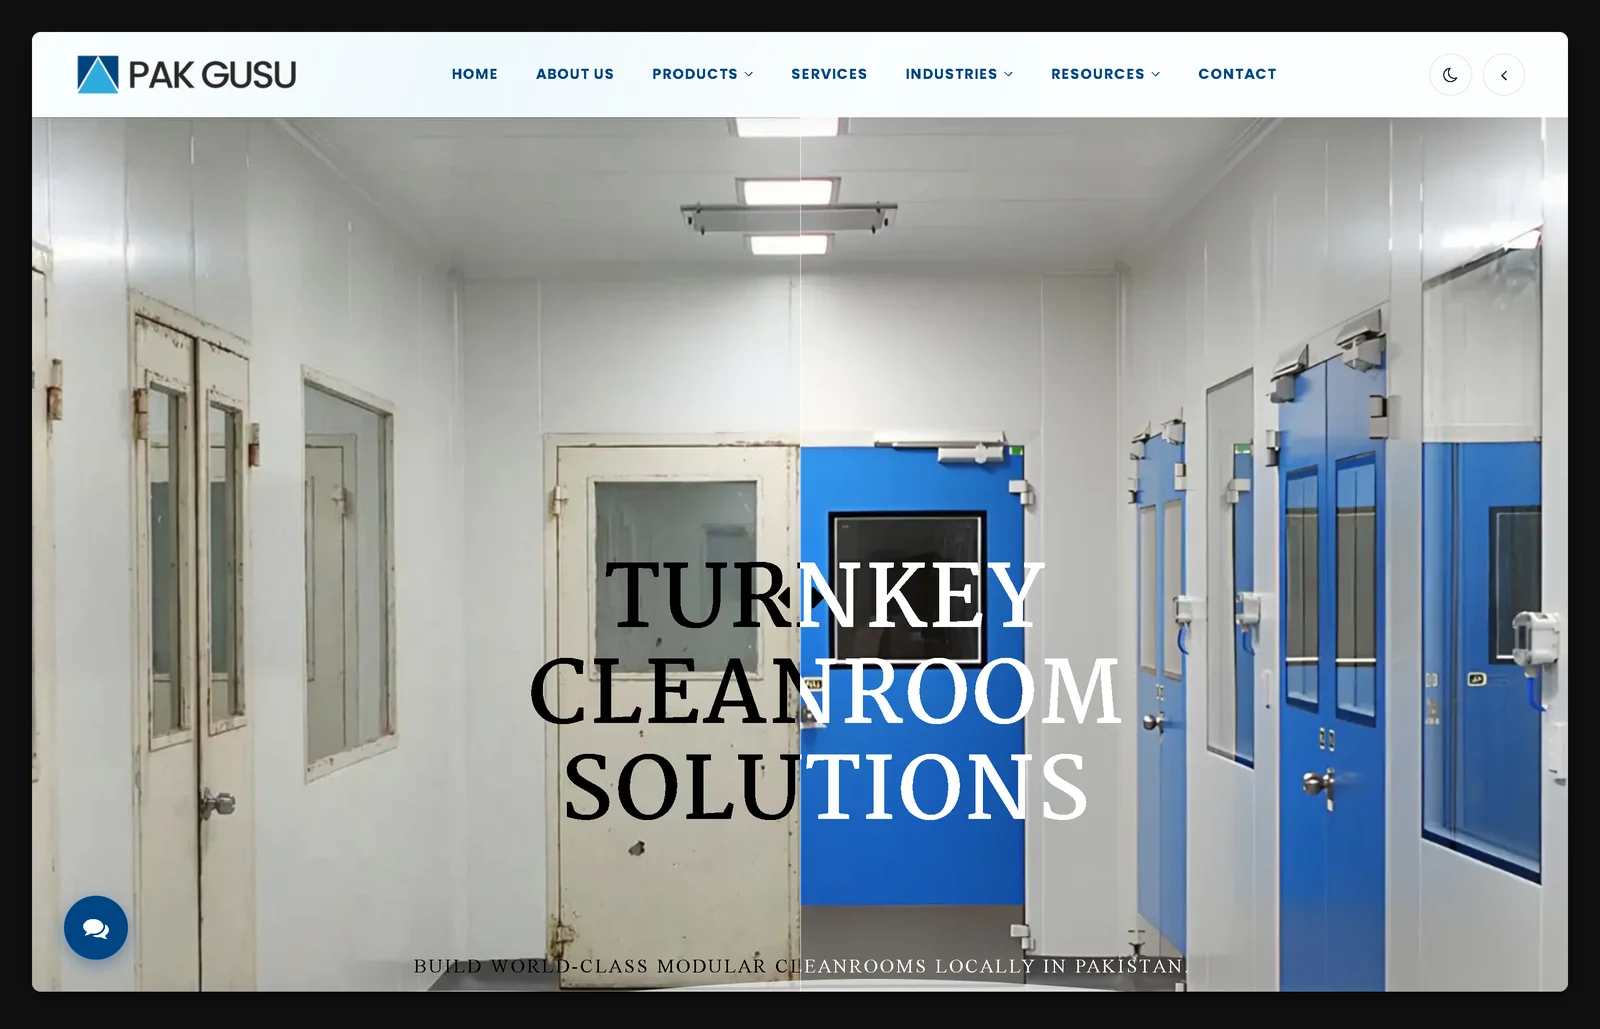 PAK GUSU
HOME ABOUT US PRODUCTS SERVICES INDUSTRIES RESOURCES CONTACT
TURNKEY
CLEANROOM
SOLUTIONS
BUILD WORLD-CLASS MODULAR CLEANROOMS LOCALLY IN PAKISTAN.